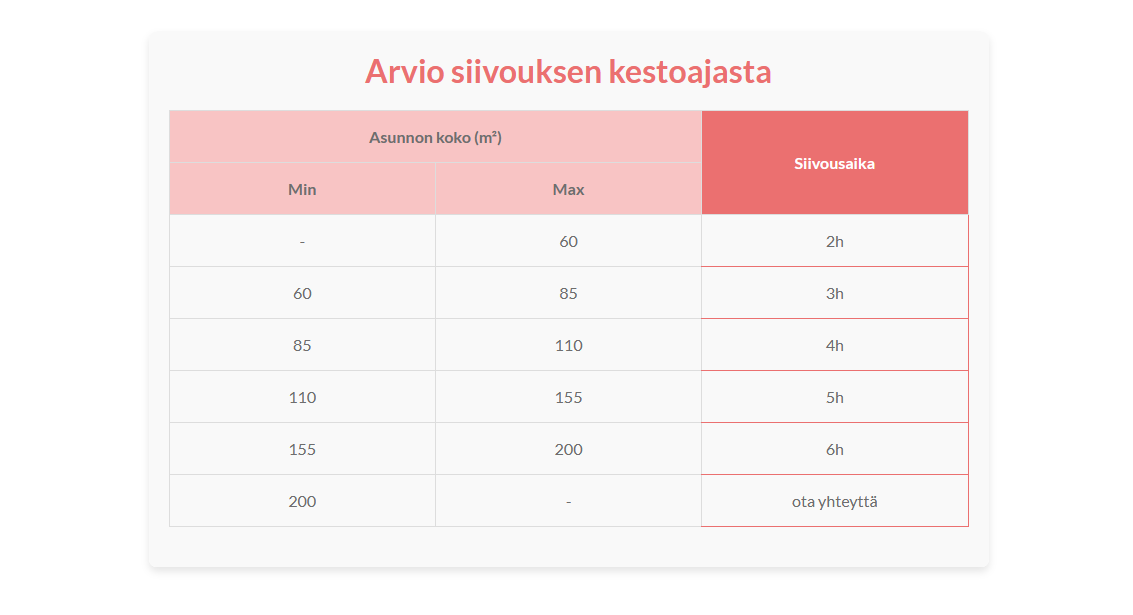 Arvio siivouksen kestoajasta
Asunnon koko (m²) Siivousaika
Min Max
- 60 2h
60 85 3h
85 110 4h
110 155 5h
155 200 6h
200 - ota yhteyttä